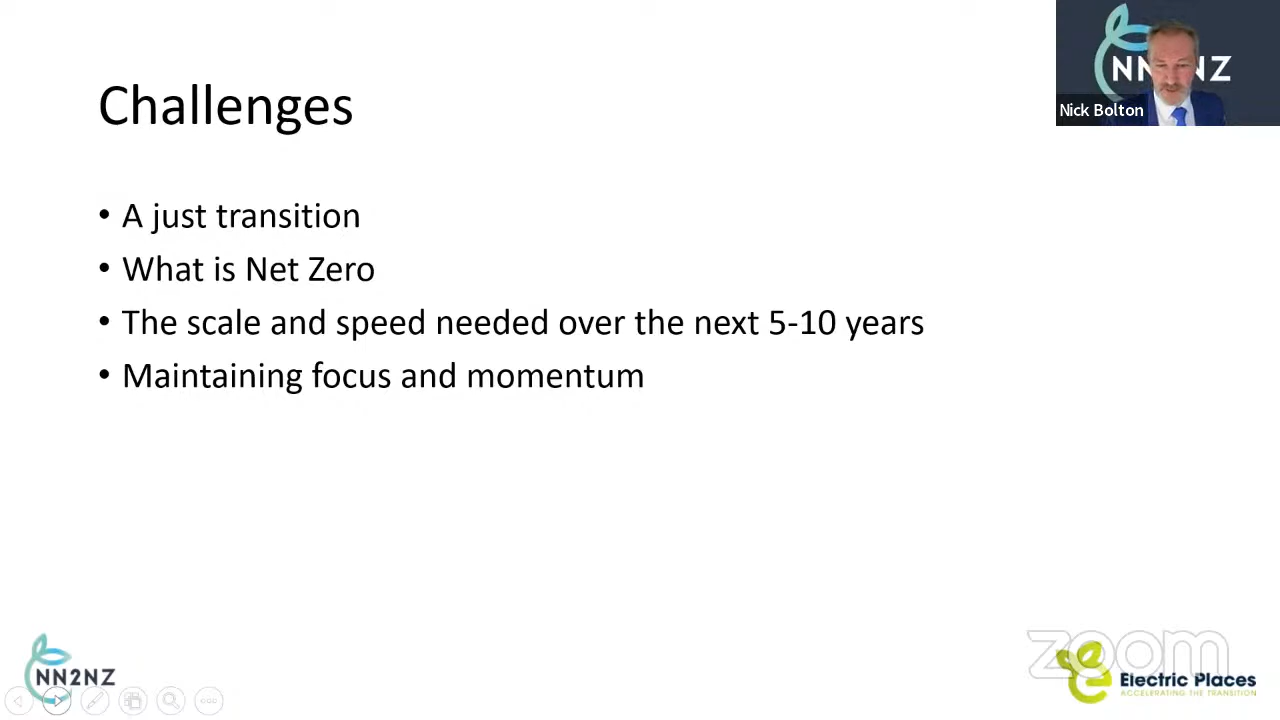 NN2NZ
Nick Bolton
Challenges
• A just transition
• What is Net Zero
• The scale and speed needed over the next 5-10 years
• Maintaining focus and momentum
NN2NZ
zoom
Electric Places
ACCELERATING THE TRANSITION